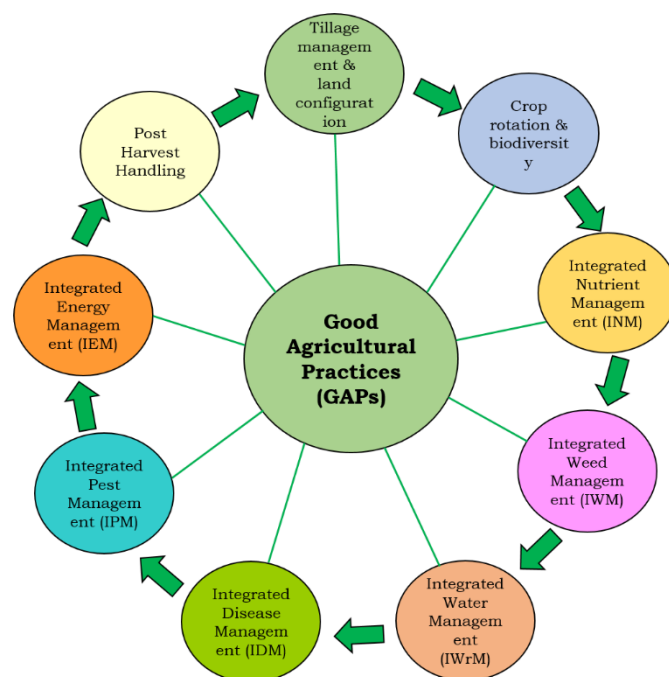 Tillage
managem
ent &
land
configurat
ion
Crop
rotation &
biodiversit
y
Integrated
Nutrient
Managem
ent (INM)
Integrated
Weed
Managem
ent (IWM)
Integrated
Water
Managem
ent
(IWrM)
Integrated
Disease
Managem
ent (IDM)
Integrated
Pest
Managem
ent (IPM)
Integrated
Energy
Managem
ent (IEM)
Post
Harvest
Handling
Good
Agricultural
Practices
(GAPs)